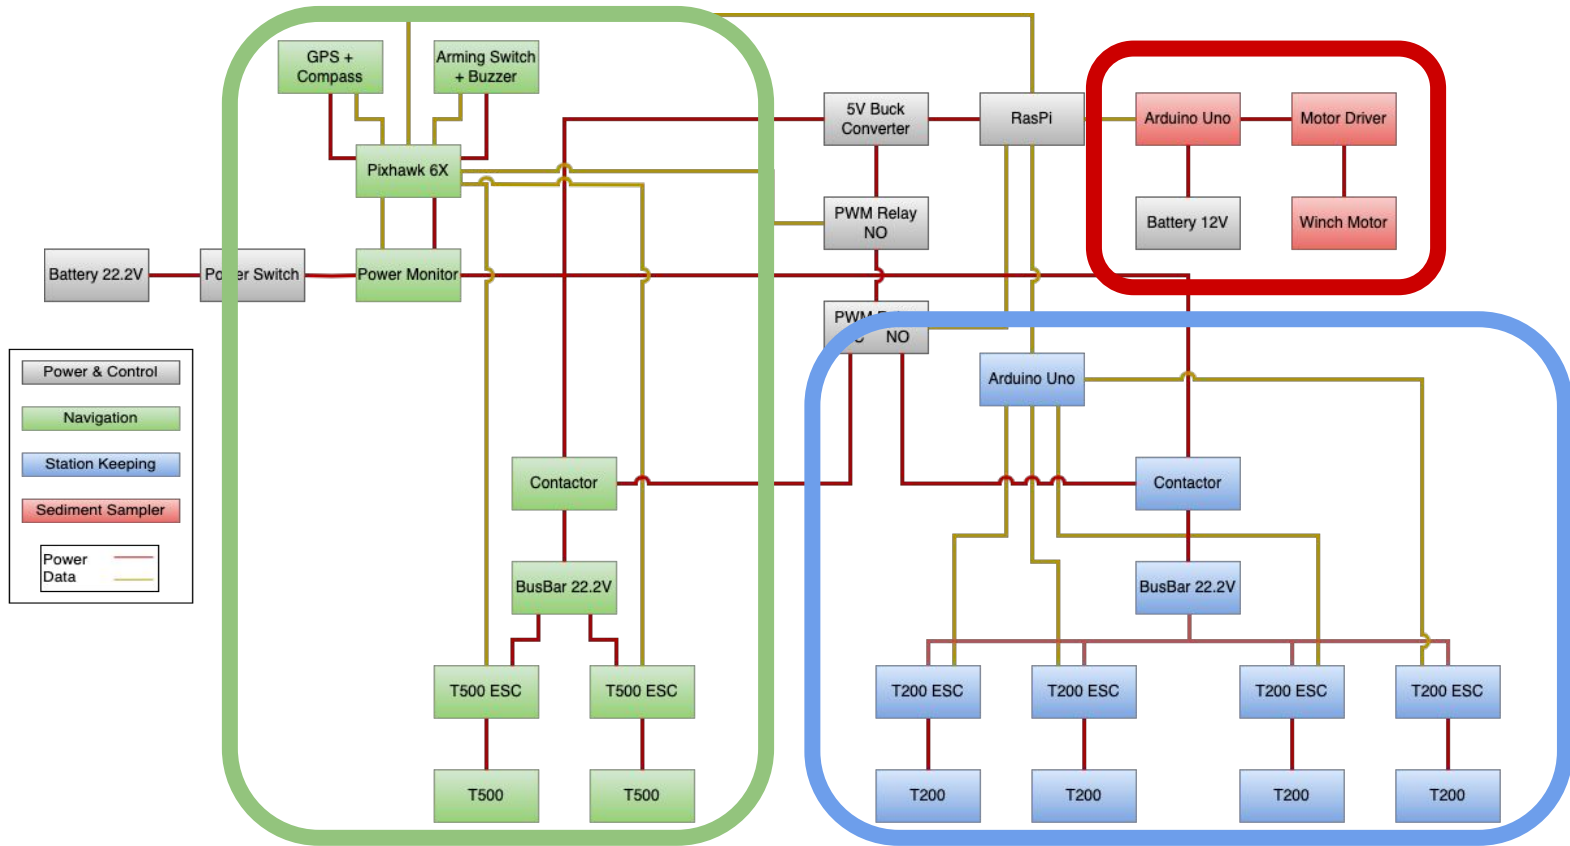 GPS +
Compass
Arming Switch
+ Buzzer
5V Buck
Converter
RasPi
Arduino Uno
Motor Driver
Pixhawk 6X
PWM Relay
NO
Battery 12V
Winch Motor
Battery 22.2V
Power Switch
Power Monitor
PWM
NO
Power & Control
Navigation
Station Keeping
Sediment Sampler
Power
Data
Arduino Uno
Contactor
Contactor
BusBar 22.2V
BusBar 22.2V
T500 ESC
T500 ESC
T200 ESC
T200 ESC
T200 ESC
T200 ESC
T500
T500
T200
T200
T200
T200